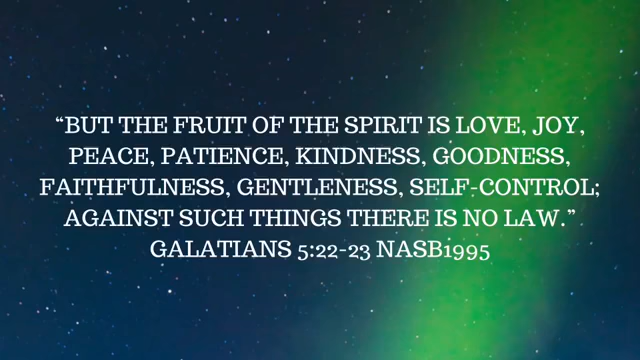 “BUT THE FRUIT OF THE SPIRIT IS LOVE, JOY,
PEACE, PATIENCE, KINDNESS, GOODNESS,
FAITHFULNESS, GENTLENESS, SELF-CONTROL;
AGAINST SUCH THINGS THERE IS NO LAW.”
GALATIANS 5:22-23 NASB1995